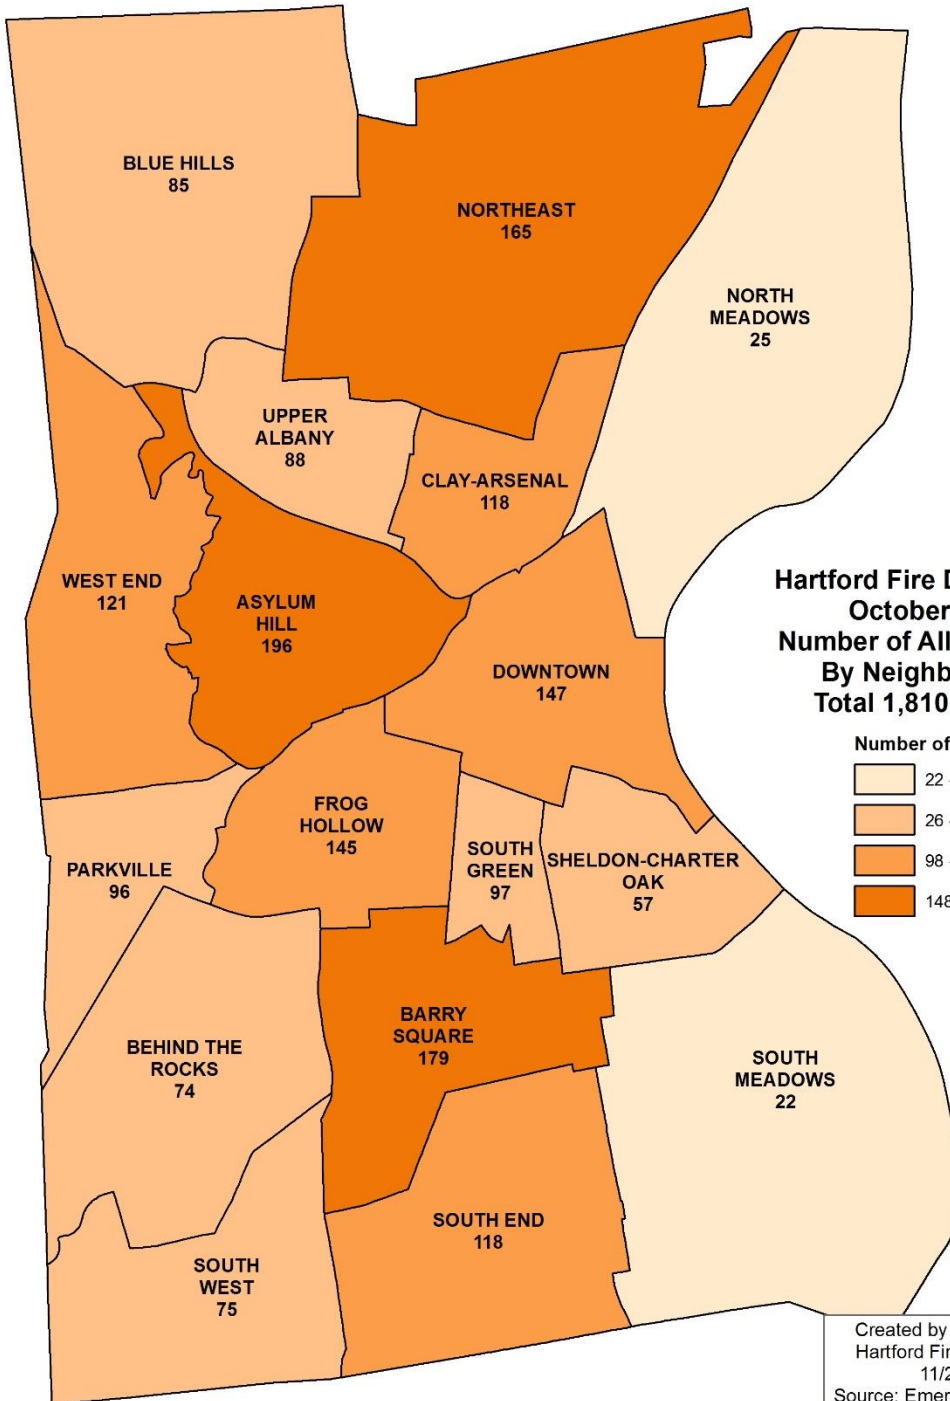 BLUE HILLS
85
NORTHEAST
165
NORTH
MEADOWS
25
UPPER
ALBANY
88
CLAY-ARSENAL
118
WEST END
121
ASYLUM
HILL
196
DOWNTOWN
147
Hartford Fire
October
Number of All
By
Total 1,810
Number of
22
26
98
148
FROG
HOLLOW
145
PARKVILLE
96
SOUTH
GREEN
97
SHELDON-CHARTER
OAK
57
BARRY
SQUARE
179
BEHIND THE
ROCKS
74
SOUTH
MEADOWS
22
SOUTH END
118
SOUTH
WEST
75
Created by
Hartford
11/2
Source: